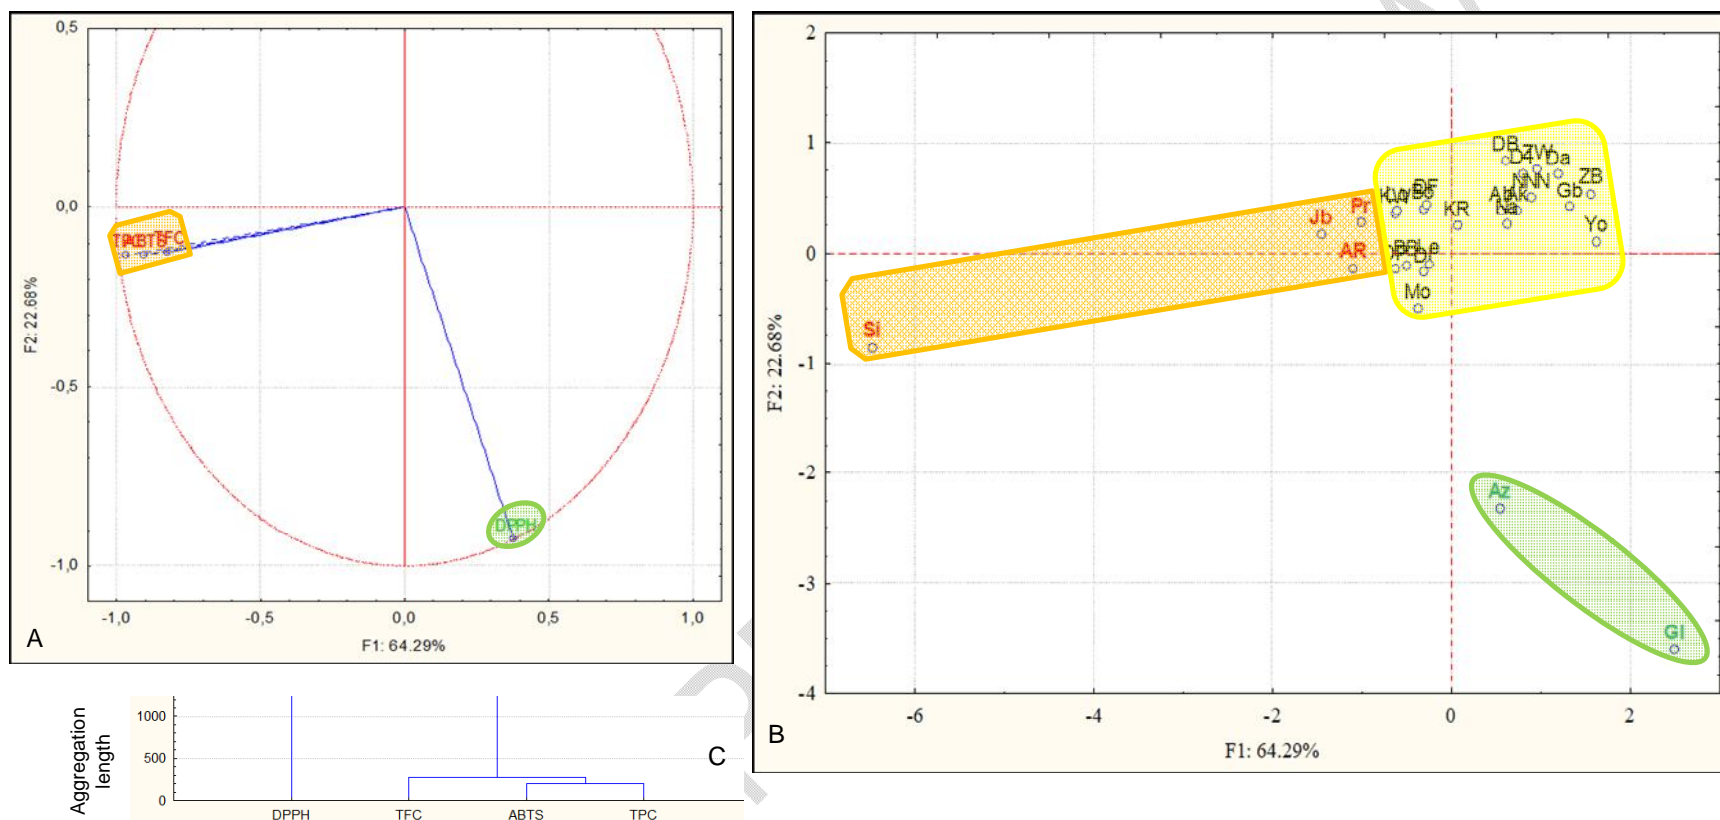 0,5
0,0
-0,5
-1,0
TFC
DPPH
-1,0 -0,5 0,0 0,5 1,0
F1: 64.29%
F2: 22.68%
A
2
1
0
-1
-2
-3
-4
DB
ZW
D4
Da
ZB
Gb
KR
Yo
Pr
Jb
AR
Le
Mo
Si
Az
Gl
-6 -4 -2 0 2
F1: 64.29%
F2: 22.68%
B
Aggregation
length
1000
500
0
C
DPPH TFC ABTS TPC